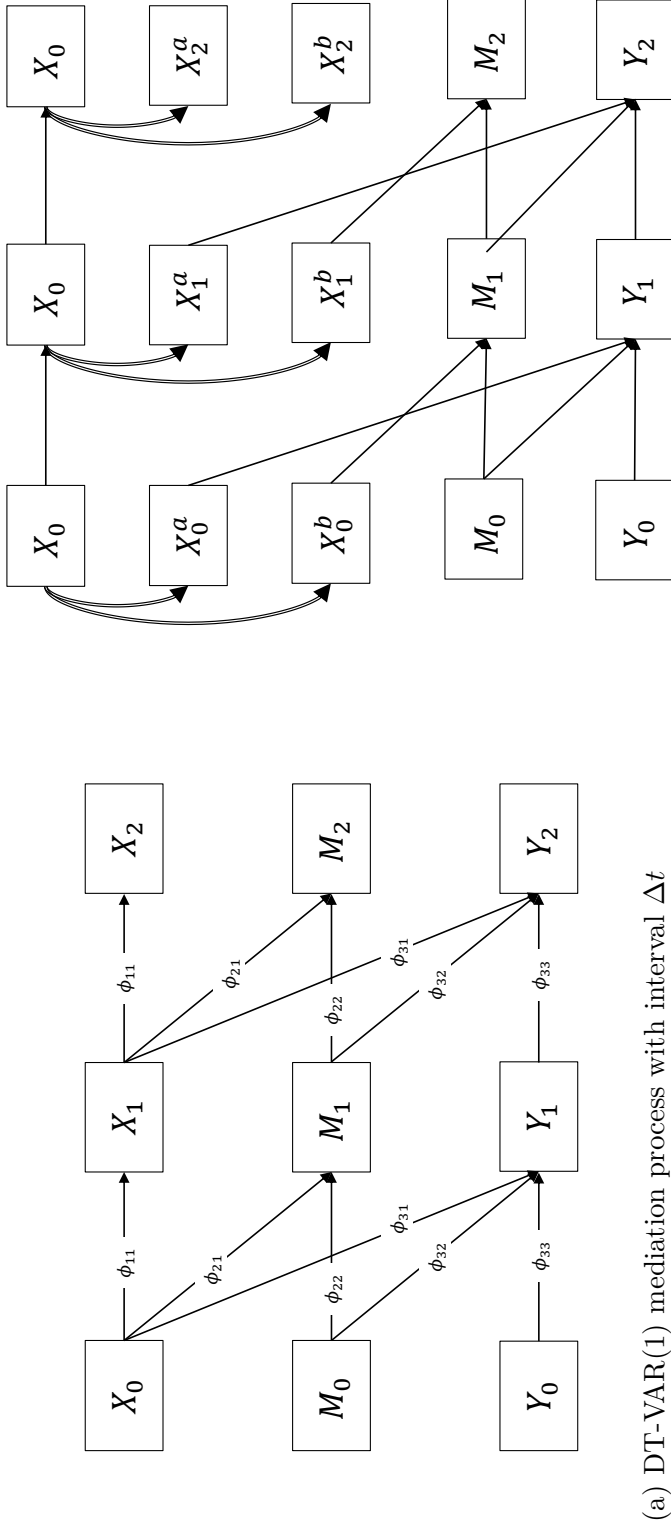 X₀ ϕ₁₁ X₁ ϕ₁₁ X₂
ϕ₂₁ ϕ₂₁
ϕ₃₁ ϕ₃₁
M₀ ϕ₂₂ M₁ ϕ₂₂ M₂
ϕ₃₂ ϕ₃₂
Y₀ ϕ₃₃ Y₁ ϕ₃₃ Y₂
(a) DT-VAR(1) mediation process with interval Δt
X₀ X₀ X₀
X₀ᵃ X₁ᵃ X₂ᵃ
X₀ᵇ X₁ᵇ X₂ᵇ
M₀ M₁ M₂
Y₀ Y₁ Y₂